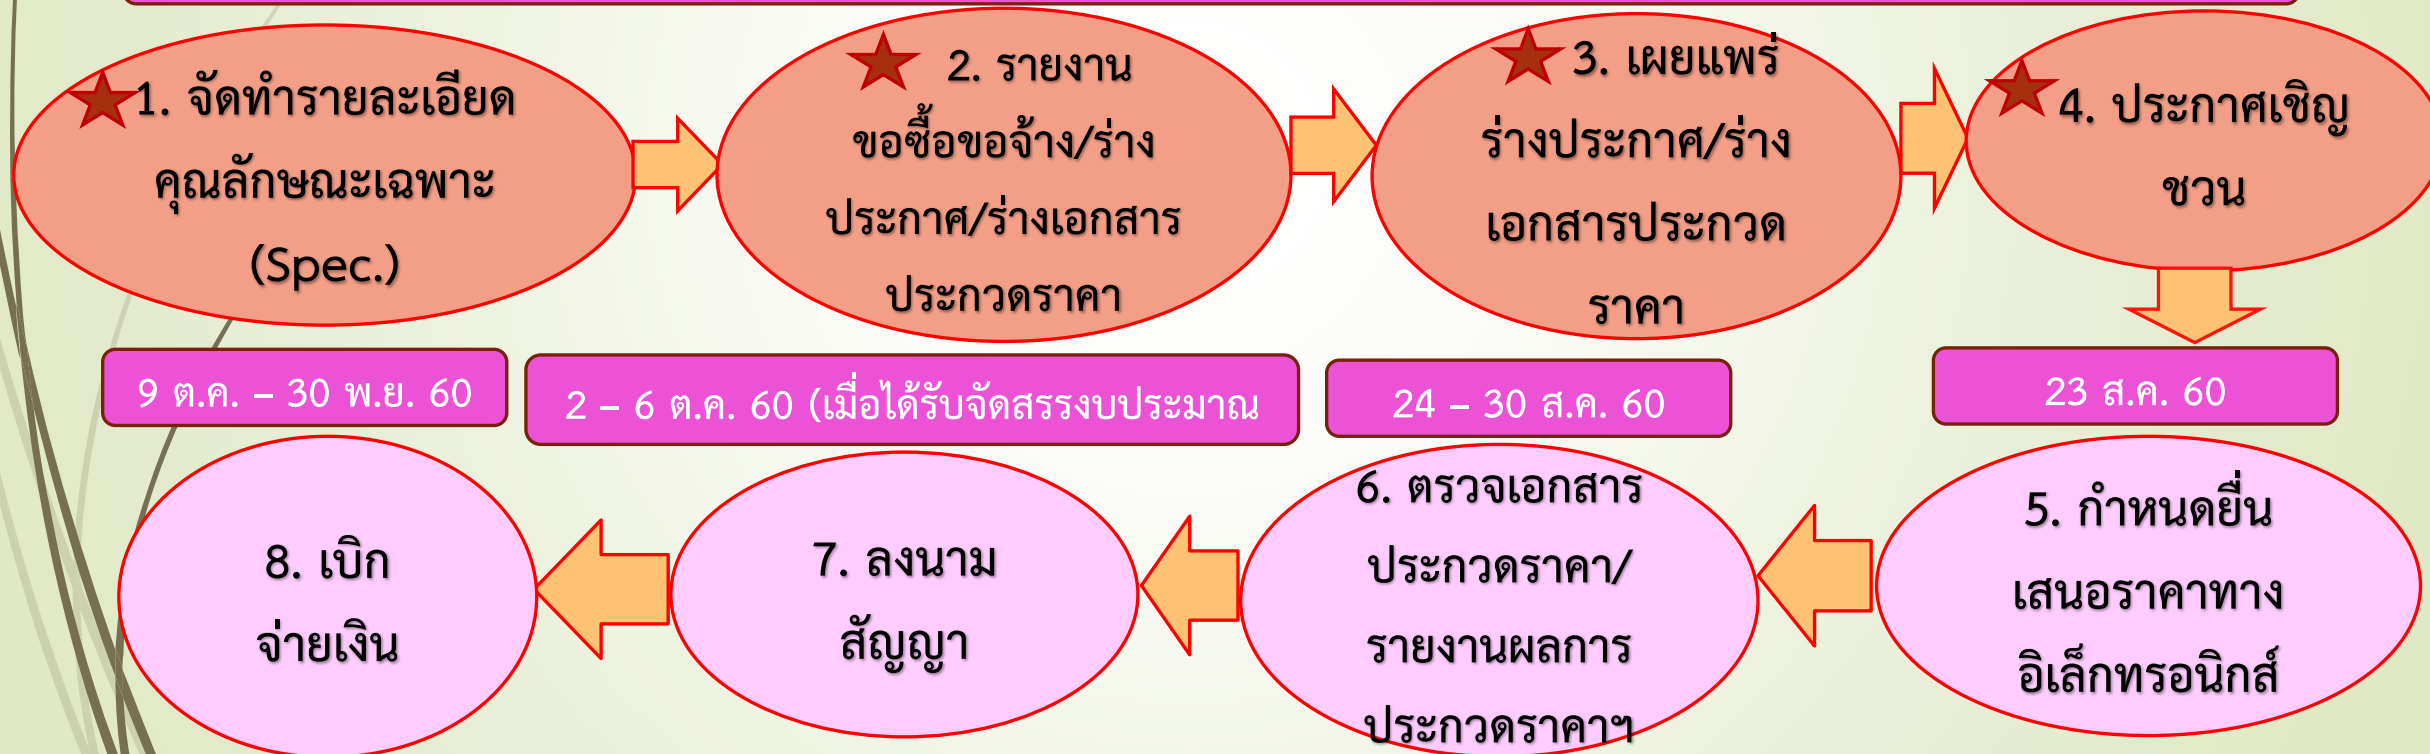 1. จัดทำรายละเอียด
คุณลักษณะเฉพาะ
(Spec.)
2. รายงาน
ขอซื้อขอจ้าง/ร่าง
ประกาศ/ร่างเอกสาร
ประกวดราคา
3. เผยแพร่
ร่างประกาศ/ร่าง
เอกสารประกวด
ราคา
4. ประกาศเชิญ
ชวน
9 ต.ค. – 30 พ.ย. 60
2 – 6 ต.ค. 60 (เมื่อได้รับจัดสรรงบประมาณ
24 – 30 ส.ค. 60
23 ส.ค. 60
5. กำหนดยื่น
เสนอราคาทาง
อิเล็กทรอนิกส์
6. ตรวจเอกสาร
ประกวดราคา/
รายงานผลการ
ประกวดราคาฯ
7. ลงนาม
สัญญา
8. เบิก
จ่ายเงิน